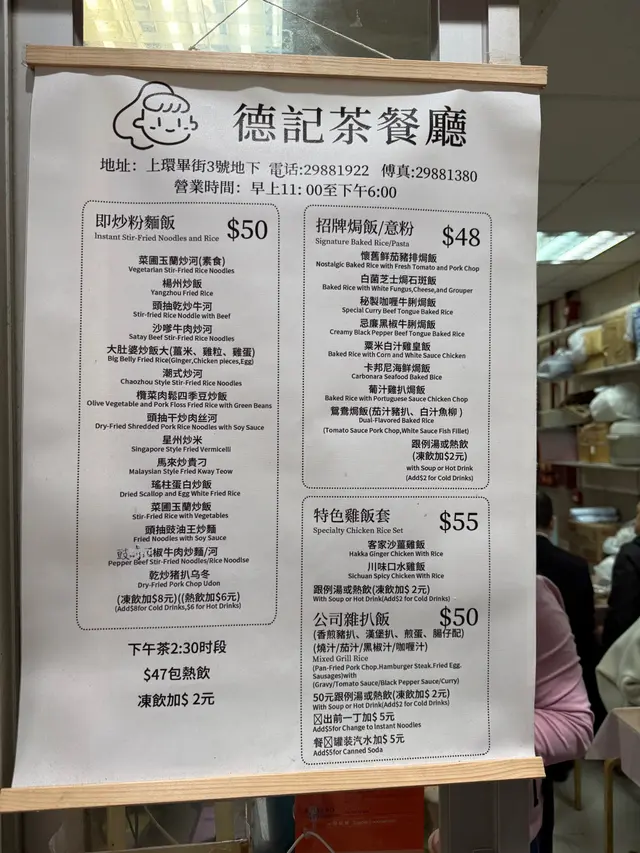 德記茶餐廳
地址：上環畢街3號地下 電话:29881922 傅真:29881380
營業時間：早上11:00至下午6:00
即炒粉麵飯 $50
Instant Stir-Fried Noodles and Rice
菜圃玉蘭炒河(素食)
Vegetarian Stir-Fried Rice Noodles
楊州炒飯
Yangzhou Fried Rice
頭抽乾炒牛河
Stir-fried Rice Noddle with Beef
沙嗲牛肉炒河
Satay Beef Stir-Fried Rice Noodles
大肚婆炒飯大(薑米、雞粒、雞蛋)
Big Belly Fried Rice(Ginger,Chicken pieces,Egg)
潮式炒河
Chaozhou Style Stir-Fried Rice Noodles
欖菜肉鬆四季豆炒飯
Olive Vegetable and Pork Floss Fried Rice with Green Beans
頭抽干炒肉丝河
Dry-Fried Shredded Pork Rice Noodles with Soy Sauce
星州炒米
Singapore Style Fried Vermicelli
馬來炒貴刁
Malaysian Style Fried Kway Teow
瑤柱蛋白炒飯
Dried Scallop and Egg White Fried Rice
菜圃玉蘭炒飯
Stir-Fried Rice with Vegetables
頭抽豉油王炒麵
Fried Noodles with Soy Sauce
椒牛肉炒麵/河
Pepper Beef Stir-Fried Noodles/Rice Noodlse
乾炒猪扒乌冬
Dry-Fried Pork Chop Udon
(凍飲加$8元)((熱飲加$6元)
(Add$8for Cold Drinks,$6 for Hot Drinks)
下午茶2:30时段
$47包熱飲
凍飲加$ 2元
招牌焗飯/意粉 $48
Signature Baked Rice/Pasta
懷舊鮮茄豬排焗飯
Nostalgic Baked Rice with Fresh Tomato and Pork Chop
白菌芝士焗石斑飯
Baked Rice with White Fungus,Cheese,and Grouper
秘製咖喱牛脷焗飯
Special Curry Beef Tongue Baked Rice
忌廉黑椒牛脷焗飯
Creamy Black Pepper Beef Tongue Baked Rice
粟米白汁雞皇飯
Baked Rice with Corn and White Sauce Chicken
卡邦尼海鮮焗飯
Carbonara Seafood Baked Bice
葡汁雞扒焗飯
Baked Rice with Portuguese Sauce Chicken Chop
鴛鴦焗飯(茄汁豬扒、白汁魚柳 )
Dual-Flavored Baked Rice
(Tomato Sauce Pork Chop,White Sauce Fish Fillet)
跟例湯或熱飲
(凍飲加$2元)
with Soup or Hot Drink
(Add$2 for Cold Drinks)
特色雞飯套 $55
Specialty Chicken Rice Set
客家沙薑雞飯
Hakka Ginger Chicken With Rice
川味口水雞飯
Sichuan Spicy Chicken With Rice
跟例湯或熱飲(凍飲加$ 2元)
With Soup or Hot Drink(Add$2 for Cold Drinks)
公司雜扒飯 $50
(香煎豬扒、漢堡扒、煎蛋、腸仔配)
(燒汁/茄汁/黑椒汁/咖喱汁)
Mixed Grill Rice
(Pan-Fried Pork Chop.Hamburger Steak.Fried Egg.
Sausages)with
(Gravy/Tomato Sauce/Black Pepper Sauce/Curry)
50元跟例湯或熱飲(凍飲加$ 2元)
With Soup or Hot Drink(Add$2 for Cold Drinks)
出前一丁加$ 5元
Add$5for Change to Instant Noodles
餐罐装汽水加$ 5元
Add$5for Canned Soda